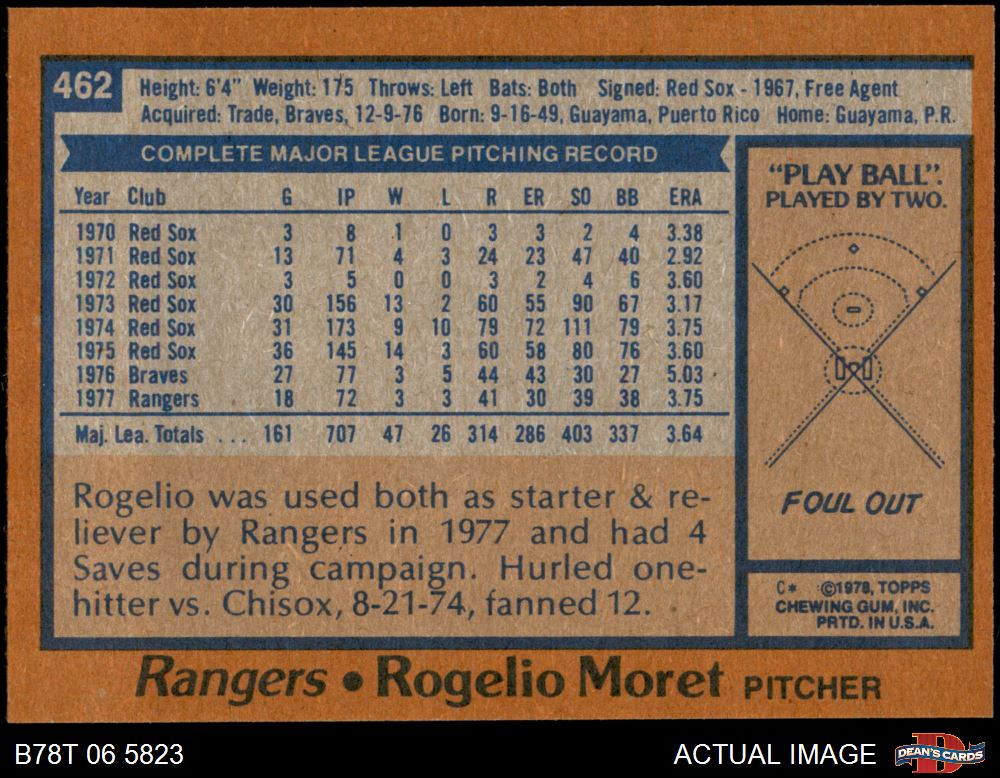 462
Height: 6'4" Weight: 175 Throws: Left Bats: Both Signed: Red Sox - 1967, Free Agent
Acquired: Trade, Braves, 12-9-76 Born: 9-16-49, Guayama, Puerto Rico Home: Guayama, P.R.
COMPLETE MAJOR LEAGUE PITCHING RECORD
Year Club G IP W L R ER SO BB ERA
1970 Red Sox 3 8 1 0 3 3 2 4 3.38
1971 Red Sox 13 71 4 3 24 23 47 40 2.92
1972 Red Sox 3 5 0 0 3 2 4 6 3.60
1973 Red Sox 30 156 13 2 60 55 90 67 3.17
1974 Red Sox 31 173 9 10 79 72 111 79 3.75
1975 Red Sox 36 145 14 3 60 58 80 76 3.60
1976 Braves 27 77 3 5 44 43 30 27 5.03
1977 Rangers 18 72 3 3 41 30 39 38 3.75
Maj. Lea. Totals ... 161 707 47 26 314 286 403 337 3.64
Rogelio was used both as starter & re-
liever by Rangers in 1977 and had 4
Saves during campaign. Hurled one-
hitter vs. Chisox, 8-21-74, fanned 12.
"PLAY BALL".
PLAYED BY TWO.
FOUL OUT
C* ©1978, TOPPS
CHEWING GUM, INC.
PRTD. IN U.S.A.
Rangers • Rogelio Moret PITCHER
B78T 06 5823
ACTUAL IMAGE
D
DEAN'S CARDS